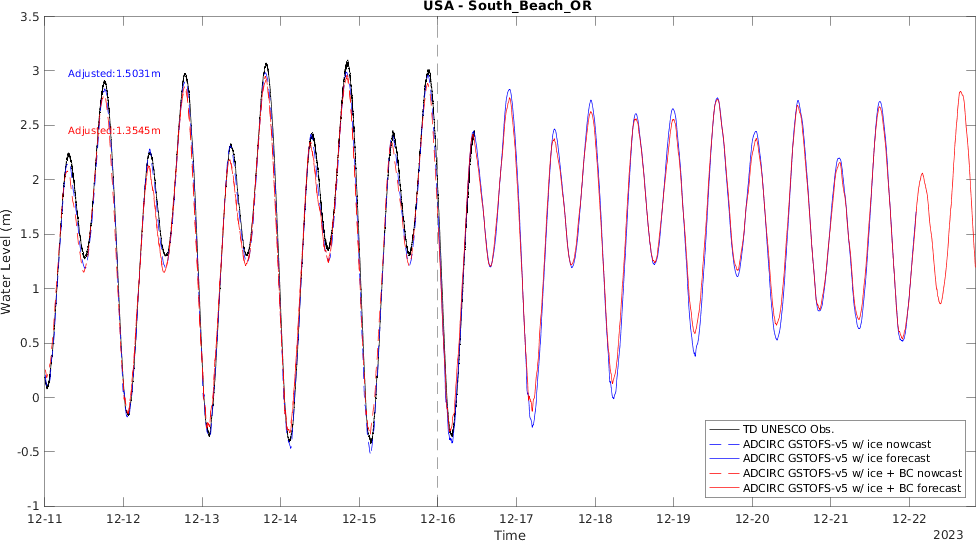 USA - South_Beach_OR
3.5
3
2.5
2
1.5
1
0.5
0
-0.5
-1
Water Level (m)
Adjusted:1.5031m
Adjusted:1.3545m
TD UNESCO Obs.
ADCIRC GSTOFS-v5 w/ ice nowcast
ADCIRC GSTOFS-v5 w/ ice forecast
ADCIRC GSTOFS-v5 w/ ice + BC nowcast
ADCIRC GSTOFS-v5 w/ ice + BC forecast
12-11 12-12 12-13 12-14 12-15 12-16 12-17 12-18 12-19 12-20 12-21 12-22
Time
2023